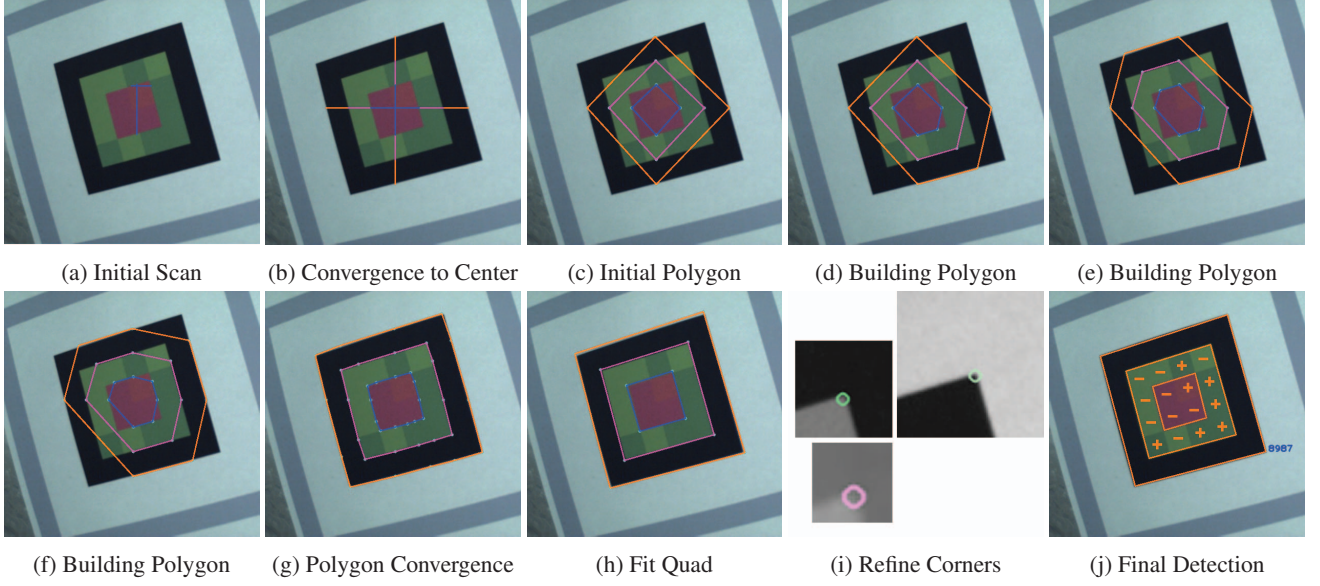 (a) Initial Scan
(b) Convergence to Center
(c) Initial Polygon
(d) Building Polygon
(e) Building Polygon
8987
(f) Building Polygon
(g) Polygon Convergence
(h) Fit Quad
(i) Refine Corners
(j) Final Detection